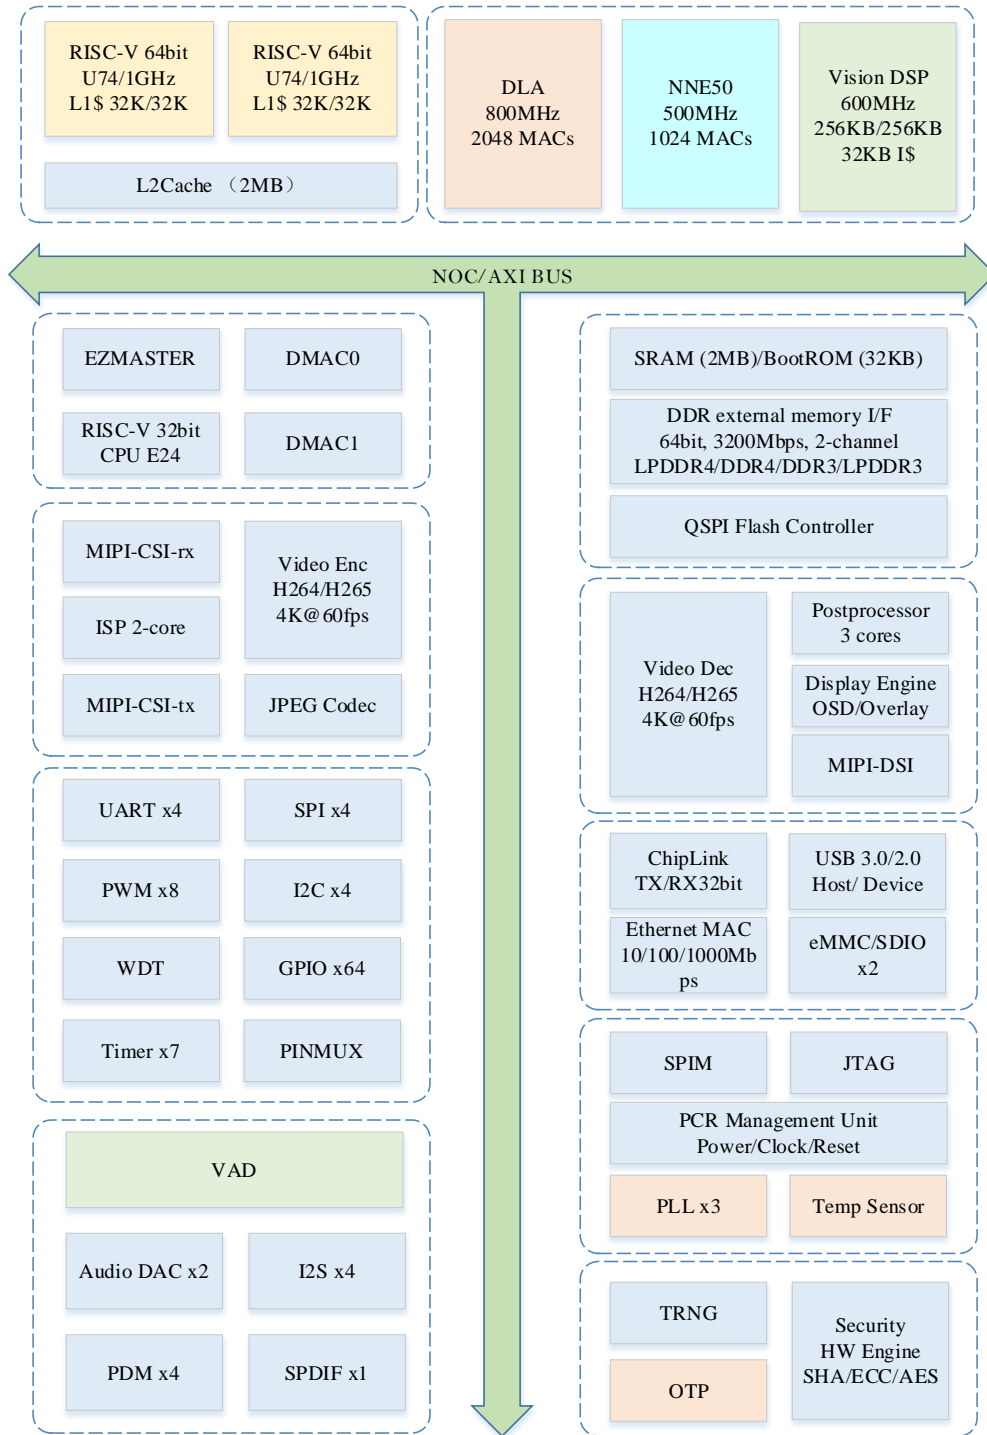 RISC-V 64bit
U74/1GHz
L1$ 32K/32K
RISC-V 64bit
U74/1GHz
L1$ 32K/32K
L2Cache （2MB）
DLA
800MHz
2048 MACs
NNE50
500MHz
1024 MACs
Vision DSP
600MHz
256KB/256KB
32KB I$
NOC/AXI BUS
EZMASTER
DMAC0
RISC-V 32bit
CPU E24
DMAC1
MIPI-CSI-rx
ISP 2-core
MIPI-CSI-tx
Video Enc
H264/H265
4K@60fps
JPEG Codec
UART x4
SPI x4
PWM x8
I2C x4
WDT
GPIO x64
Timer x7
PINMUX
VAD
Audio DAC x2
I2S x4
PDM x4
SPDIF x1
SRAM (2MB)/BootROM (32KB)
DDR external memory I/F
64bit, 3200Mbps, 2-channel
LPDDR4/DDR4/DDR3/LPDDR3
QSPI Flash Controller
Video Dec
H264/H265
4K@60fps
Postprocessor
3 cores
Display Engine
OSD/Overlay
MIPI-DSI
ChipLink
TX/RX32bit
USB 3.0/2.0
Host/ Device
Ethernet MAC
10/100/1000Mb
ps
eMMC/SDIO
x2
SPIM
JTAG
PCR Management Unit
Power/Clock/Reset
PLL x3
Temp Sensor
TRNG
OTP
Security
HW Engine
SHA/ECC/AES